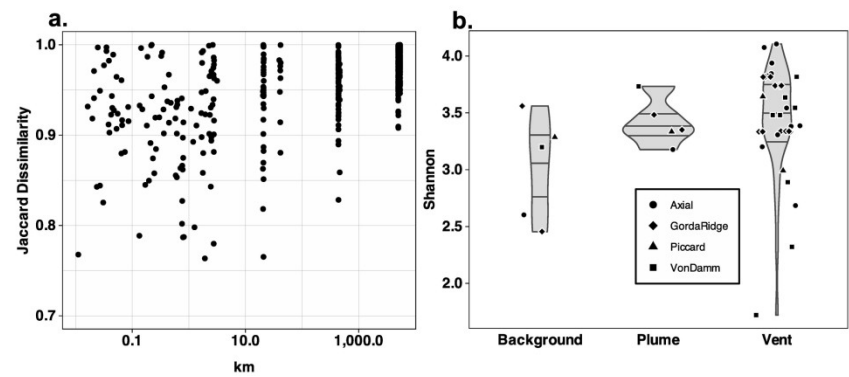 a.
Jaccard Dissimilarity
1.0
0.9
0.8
0.7
0.1
10.0
1,000.0
km
b.
Shannon
4.0
3.5
3.0
2.5
2.0
Axial
GordaRidge
Piccard
VonDamm
Background
Plume
Vent